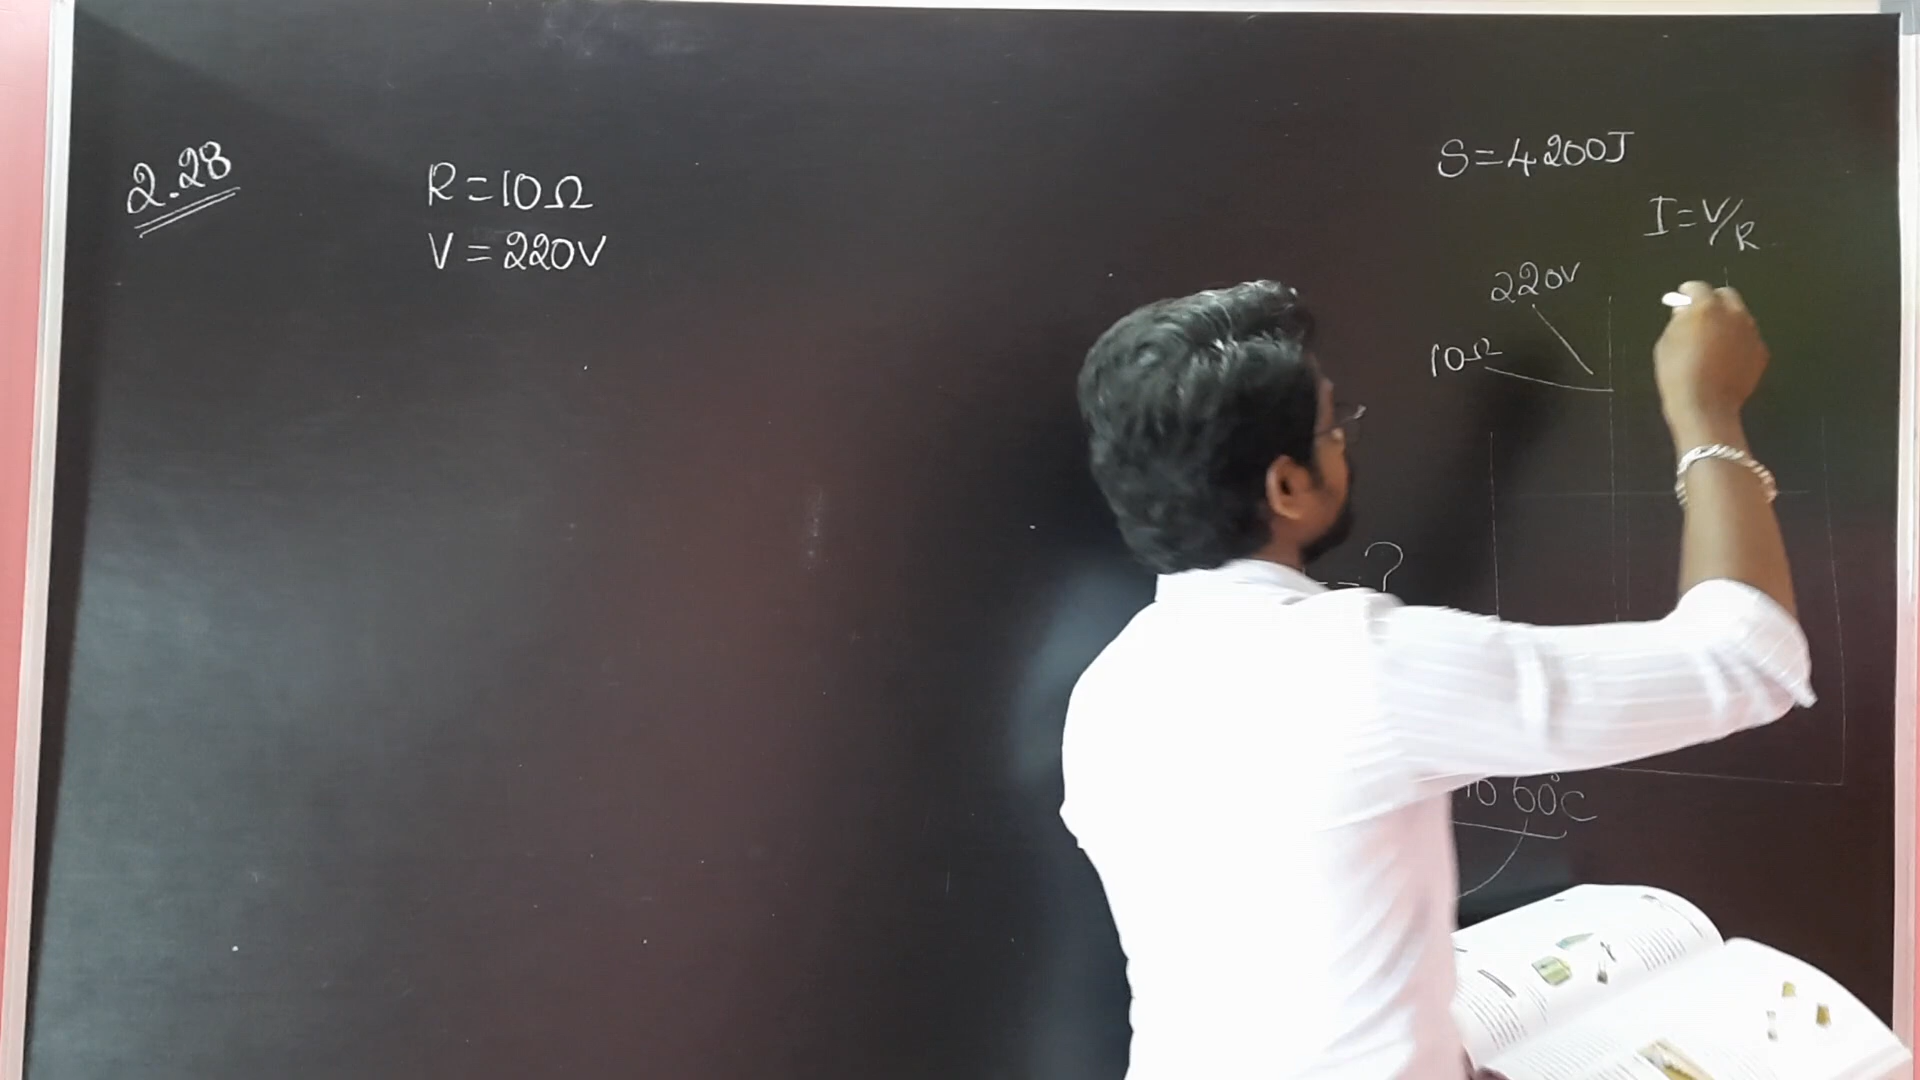 2.28
R = 10Ω
V = 220V
S = 4200J
I = V/R
220V
10Ω
?
60°C